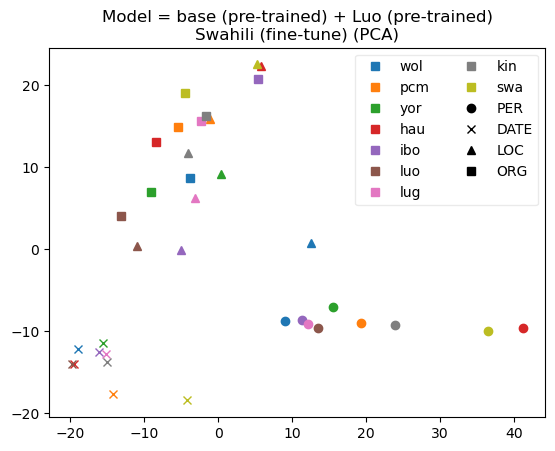 Model = base (pre-trained) + Luo (pre-trained)
Swahili (fine-tune) (PCA)
wol
pcm
yor
hau
ibo
luo
lug
kin
swa
PER
DATE
LOC
ORG
20
10
0
−10
−20
−20 −10 0 10 20 30 40